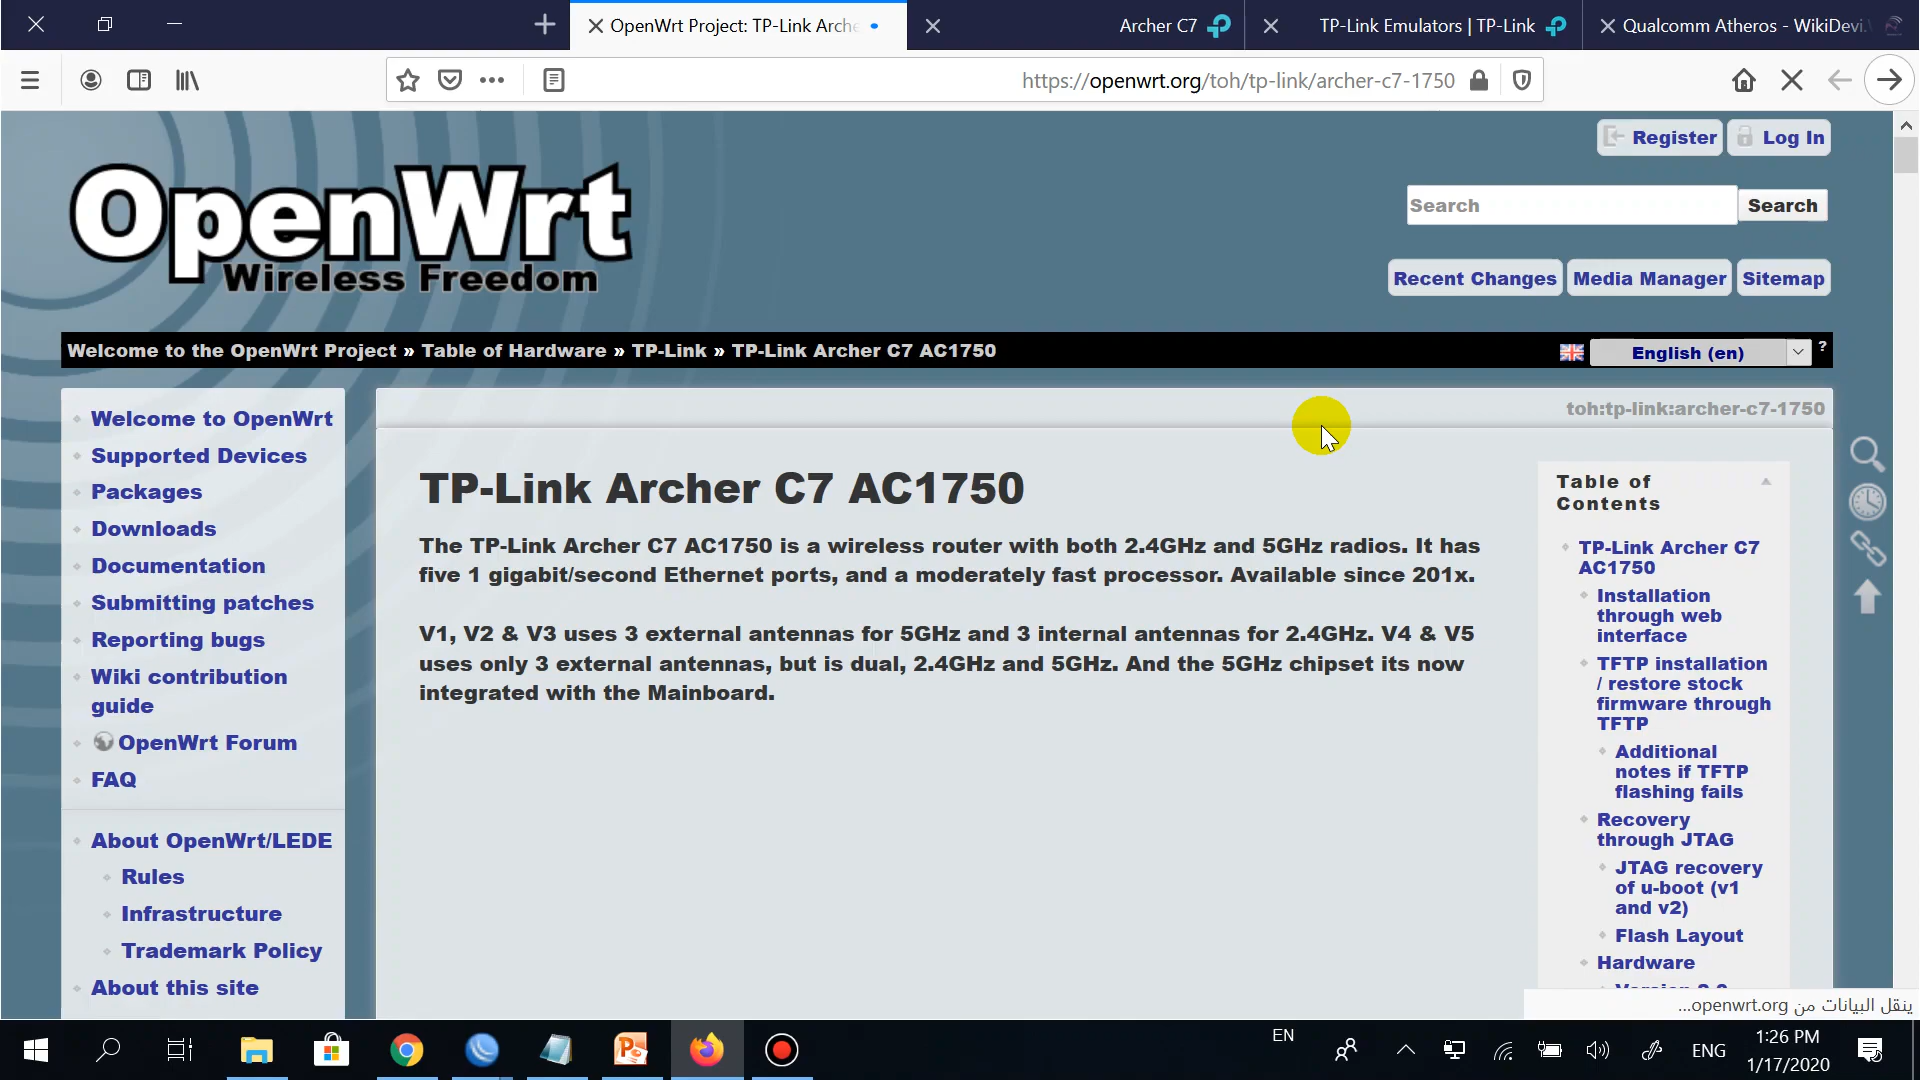 OpenWrt Project: TP-Link Arche
Archer C7
TP-Link Emulators | TP-Link
Qualcomm Atheros - WikiDevi.
https://openwrt.org/toh/tp-link/archer-c7-1750
Register
Log In
OpenWrt
Wireless Freedom
Search
Search
Recent Changes
Media Manager
Sitemap
Welcome to the OpenWrt Project » Table of Hardware » TP-Link » TP-Link Archer C7 AC1750
English (en)
?
Welcome to OpenWrt
Supported Devices
Packages
Downloads
Documentation
Submitting patches
Reporting bugs
Wiki contribution
guide
OpenWrt Forum
FAQ
About OpenWrt/LEDE
Rules
Infrastructure
Trademark Policy
About this site
toh:tp-link:archer-c7-1750
TP-Link Archer C7 AC1750
The TP-Link Archer C7 AC1750 is a wireless router with both 2.4GHz and 5GHz radios. It has
five 1 gigabit/second Ethernet ports, and a moderately fast processor. Available since 201x.
V1, V2 & V3 uses 3 external antennas for 5GHz and 3 internal antennas for 2.4GHz. V4 & V5
uses only 3 external antennas, but is dual, 2.4GHz and 5GHz. And the 5GHz chipset its now
integrated with the Mainboard.
Table of
Contents
TP-Link Archer C7
AC1750
Installation
through web
interface
TFTP installation
/ restore stock
firmware through
TFTP
Additional
notes if TFTP
flashing fails
Recovery
through JTAG
JTAG recovery
of u-boot (v1
and v2)
Flash Layout
Hardware
ينقل البيانات من openwrt.org...
EN
ENG
1:26 PM
1/17/2020